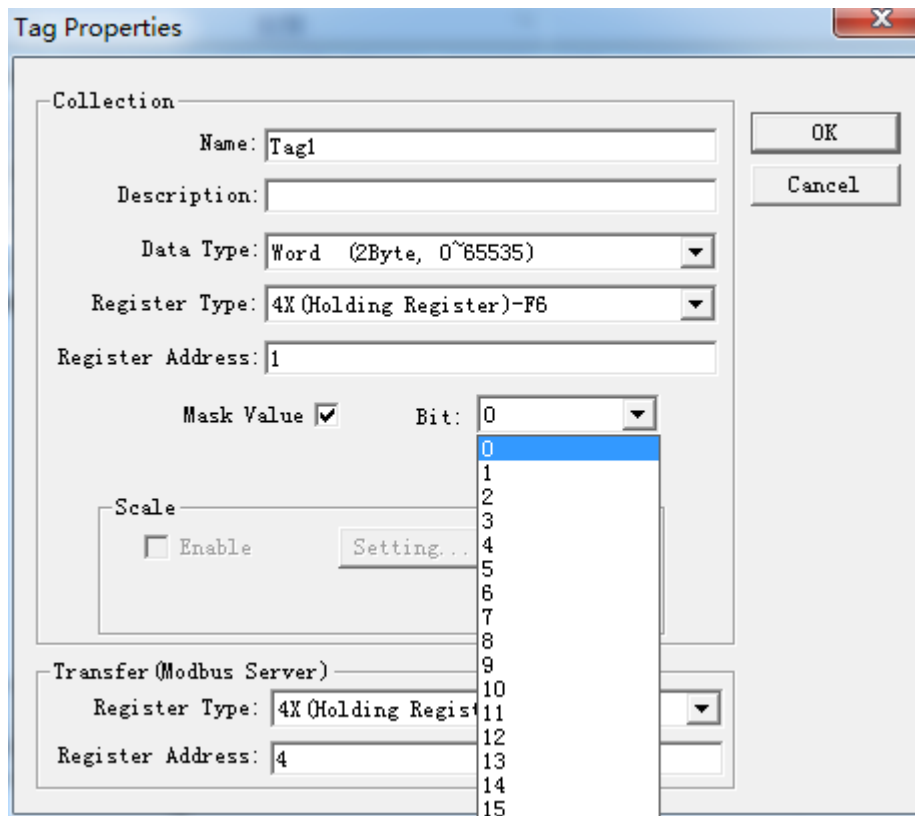 Tag Properties
Collection
Name: Tag1
OK
Description:
Cancel
Data Type: Word (2Byte, 0~65535)
Register Type: 4X(Holding Register)-F6
Register Address: 1
Mask Value Bit: 0
0
1
2
3
4
5
6
7
8
9
10
11
12
13
14
15
Scale
Enable Setting...
Transfer(Modbus Server)
Register Type: 4X(Holding Regist
Register Address: 4